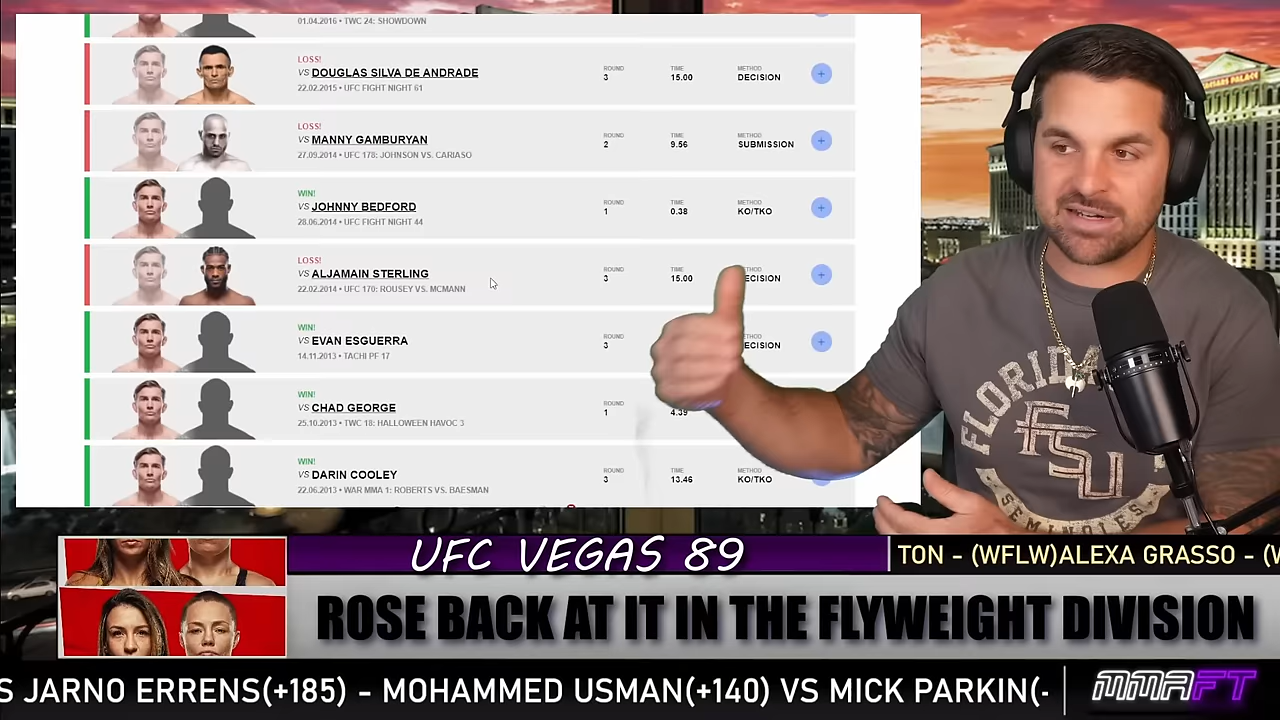 01.04.2016 • TWC 24: SHOWDOWN
LOSS!
VS DOUGLAS SILVA DE ANDRADE
22.02.2015 • UFC FIGHT NIGHT 61
ROUND TIME METHOD
3 15.00 DECISION
LOSS!
VS MANNY GAMBURYAN
27.09.2014 • UFC 178: JOHNSON VS. CARIASO
ROUND TIME METHOD
2 9.56 SUBMISSION
WIN!
VS JOHNNY BEDFORD
28.06.2014 • UFC FIGHT NIGHT 44
ROUND TIME METHOD
1 0.38 KO/TKO
LOSS!
VS ALJAMAIN STERLING
22.02.2014 • UFC 170: ROUSEY VS. MCMANN
ROUND TIME ETHOD
3 15.00 ECISION
WIN!
VS EVAN ESGUERRA
14.11.2013 • TACHI PF 17
ROUND ETHOD
3 ECISION
WIN!
VS CHAD GEORGE
25.10.2013 • TWC 18: HALLOWEEN HAVOC 3
ROUND
1 4.39
WIN!
VS DARIN COOLEY
22.06.2013 • WAR MMA 1: ROBERTS VS. BAESMAN
ROUND TIME METHOD
3 13.46 KO/TKO
CAESARS PALACE
FLORIDA
FSU
SEMINOLES
UFC VEGAS 89
TON - (WFLW)ALEXA GRASSO - (W
ROSE BACK AT IT IN THE FLYWEIGHT DIVISION
S JARNO ERRENS(+185) - MOHAMMED USMAN(+140) VS MICK PARKIN(-
MMAFT